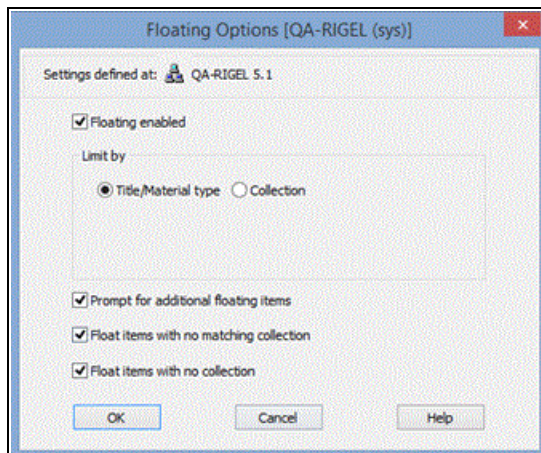 Floating Options [QA-RIGEL (sys)]
Settings defined at: QA-RIGEL 5.1
Floating enabled
Limit by
Title/Material type Collection
Prompt for additional floating items
Float items with no matching collection
Float items with no collection
OK Cancel Help